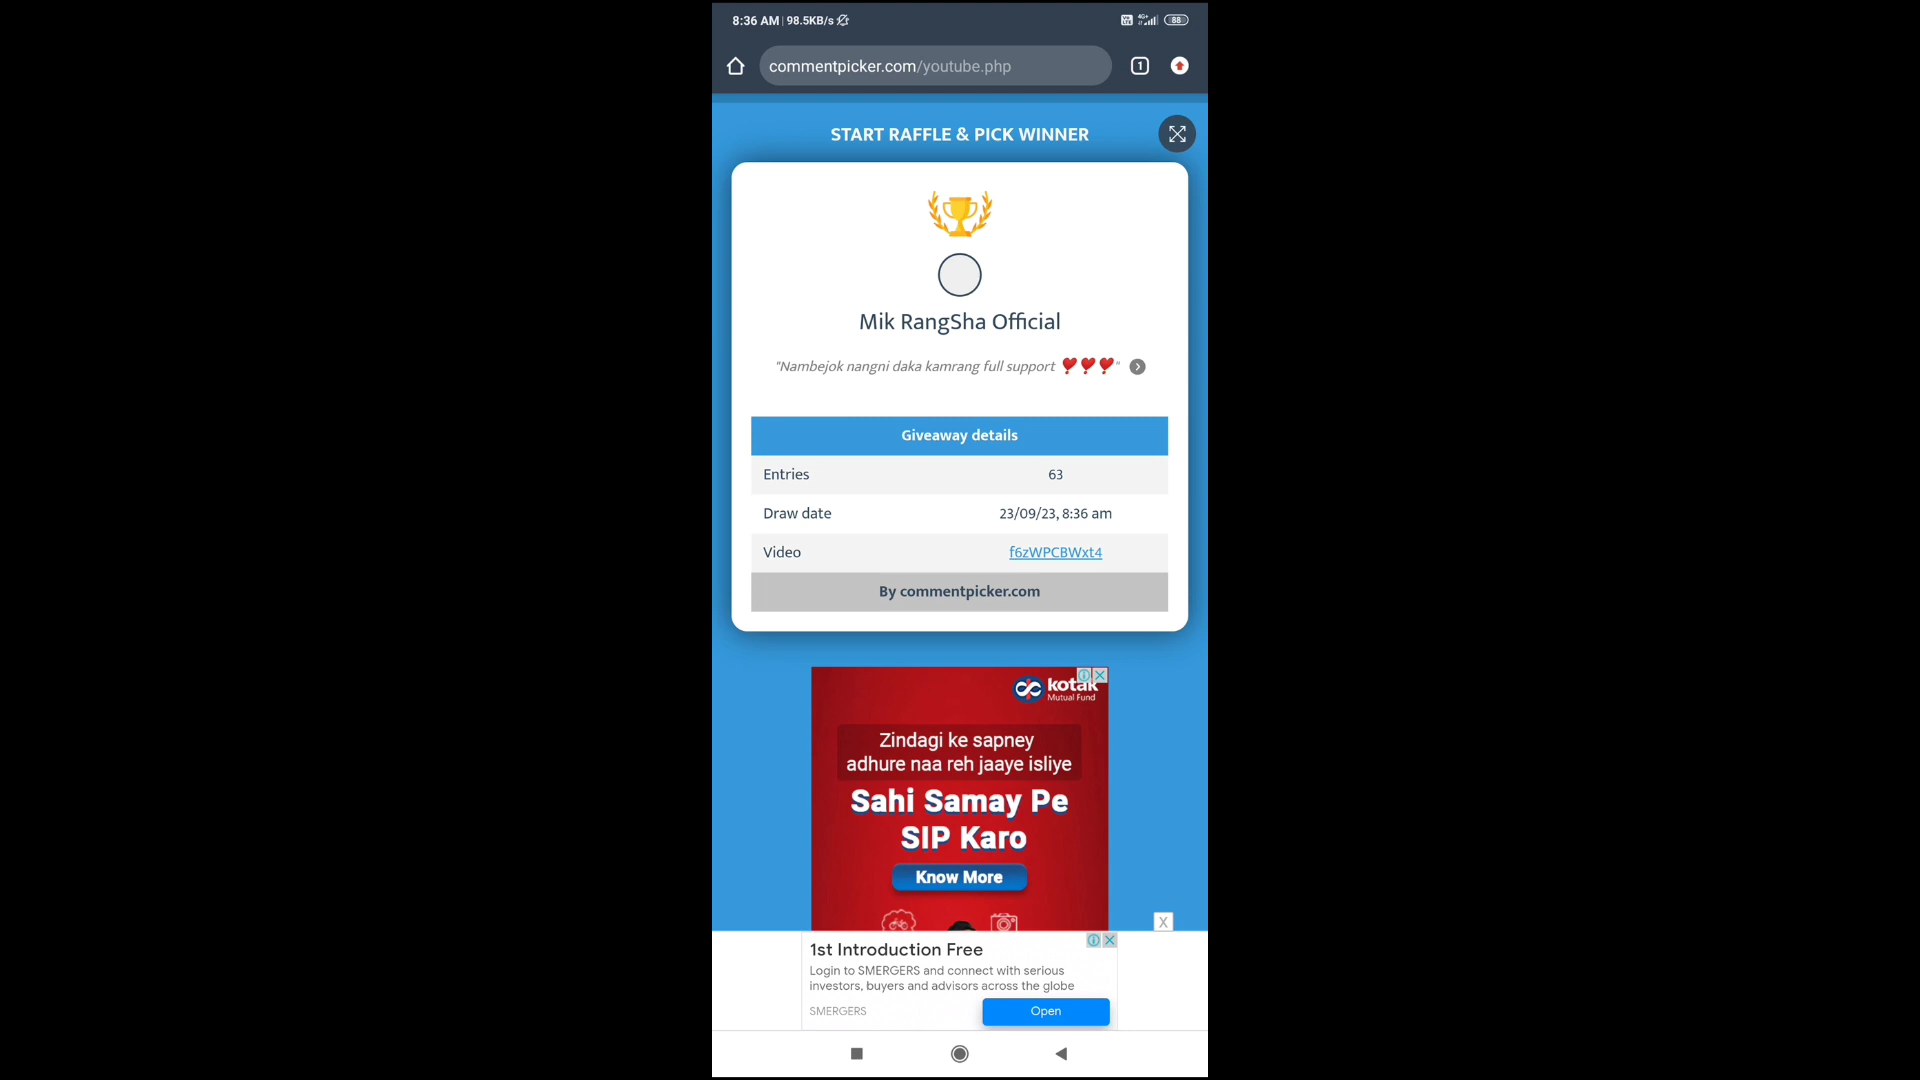 8:36 AM | 98.5KB/s
4G+
88
commentpicker.com/youtube.php
1
START RAFFLE & PICK WINNER
Mik RangSha Official
"Nambejok nangni daka kamrang full support ❣️❣️❣️"
Giveaway details
Entries 63
Draw date 23/09/23, 8:36 am
Video f6zWPCBWxt4
By commentpicker.com
kotak
Mutual Fund
Zindagi ke sapney
adhure naa reh jaaye isliye
Sahi Samay Pe
SIP Karo
Know More
X
1st Introduction Free
Login to SMERGERS and connect with serious
investors, buyers and advisors across the globe
SMERGERS
Open